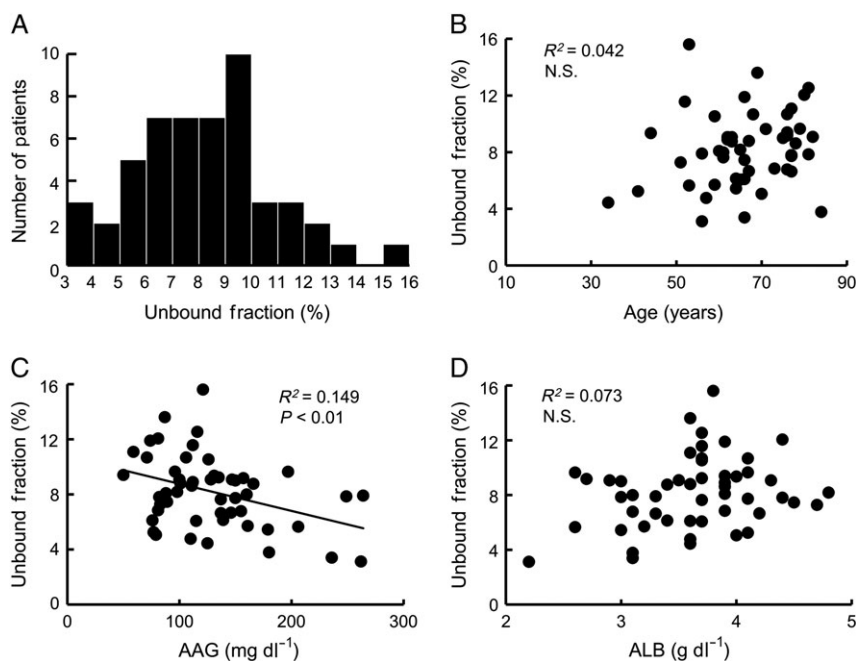 A
Number of patients
10
8
6
4
2
0
3 4 5 6 7 8 9 10 11 12 13 14 15 16
Unbound fraction (%)
B
Unbound fraction (%)
16
12
8
4
0
R² = 0.042
N.S.
10 30 50 70 90
Age (years)
C
Unbound fraction (%)
16
12
8
4
0
R² = 0.149
P < 0.01
0 100 200 300
AAG (mg dl⁻¹)
D
Unbound fraction (%)
16
12
8
4
0
R² = 0.073
N.S.
2 3 4 5
ALB (g dl⁻¹)